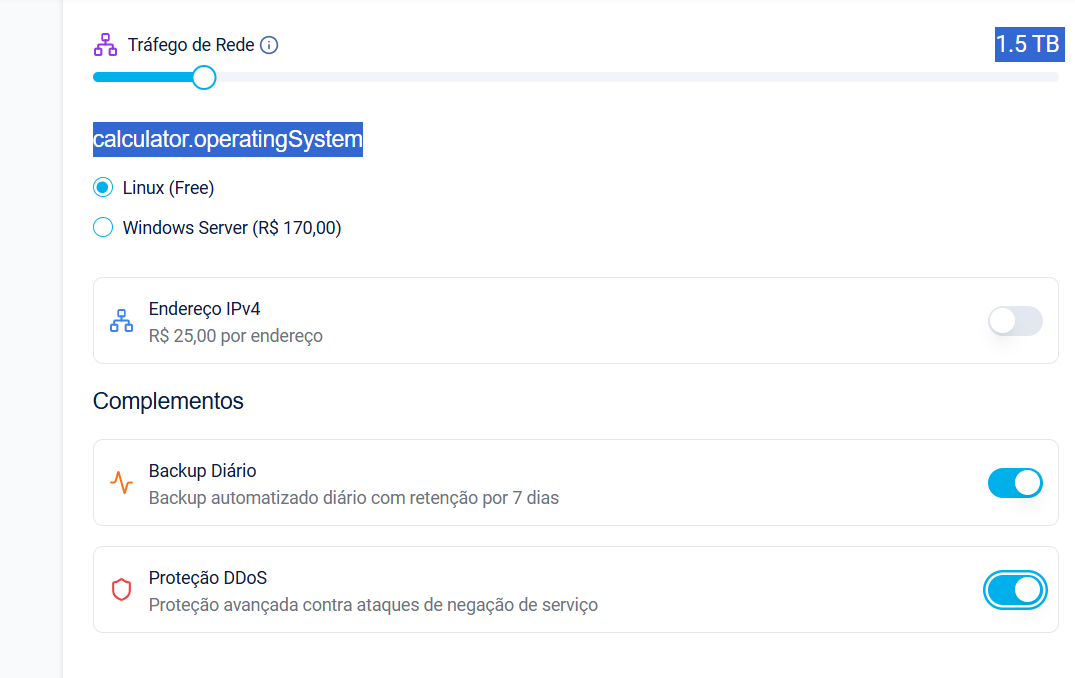 Tráfego de Rede
1.5 TB
calculator.operatingSystem
Linux (Free)
Windows Server (R$ 170,00)
Endereço IPv4
R$ 25,00 por endereço
Complementos
Backup Diário
Backup automatizado diário com retenção por 7 dias
Proteção DDoS
Proteção avançada contra ataques de negação de serviço